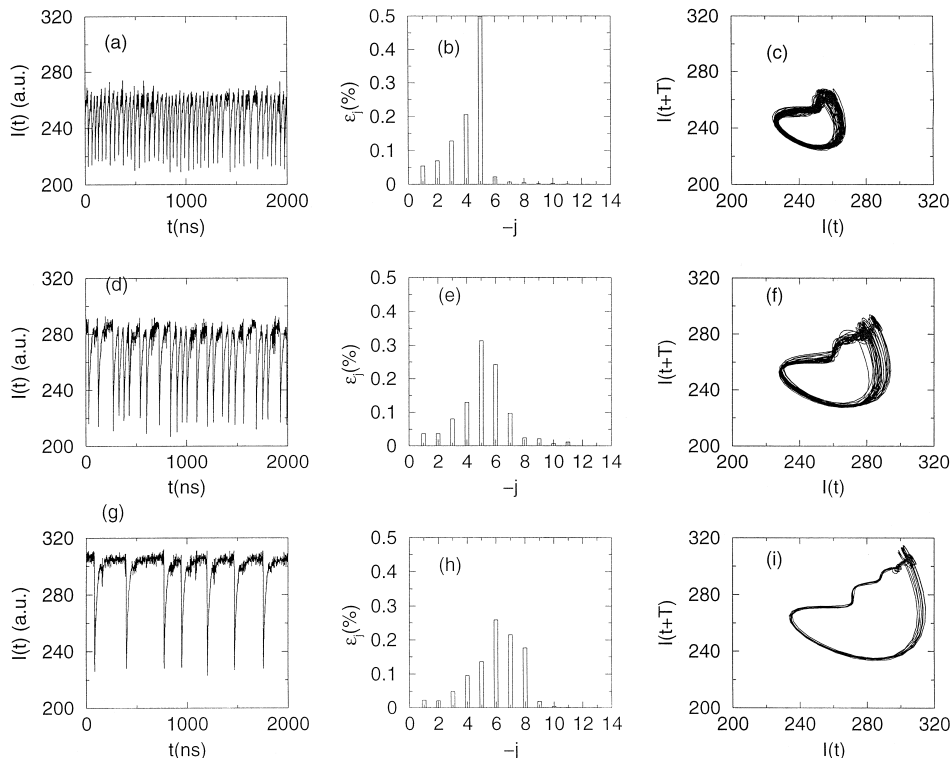 320
280
240
200
I(t) (a.u.)
(a)
0 1000 2000
t(ns)
0.5
0.4
0.3
0.2
0.1
0
εj(%)
(b)
0 2 4 6 8 10 12 14
−j
320
280
240
200
I(t+T)
(c)
200 240 280 320
I(t)
320
280
240
200
I(t) (a.u.)
(d)
0 1000 2000
t(ns)
0.5
0.4
0.3
0.2
0.1
0
εj(%)
(e)
0 2 4 6 8 10 12 14
−j
320
280
240
200
I(t+T)
(f)
200 240 280 320
I(t)
(g)
320
280
240
200
I(t) (a.u.)
0 1000 2000
t(ns)
0.5
0.4
0.3
0.2
0.1
0
εj(%)
(h)
0 2 4 6 8 10 12 14
−j
320
280
240
200
I(t+T)
(i)
200 240 280 320
I(t)